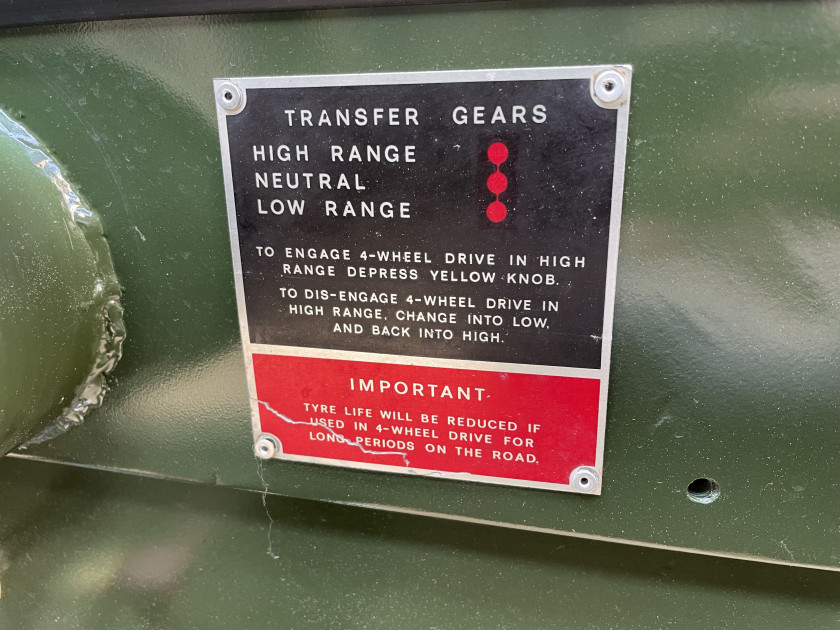 TRANSFER GEARS
HIGH RANGE
NEUTRAL
LOW RANGE
TO ENGAGE 4-WHEEL DRIVE IN HIGH
RANGE DEPRESS YELLOW KNOB.
TO DIS-ENGAGE 4-WHEEL DRIVE IN
HIGH RANGE, CHANGE INTO LOW,
AND BACK INTO HIGH.
IMPORTANT
TYRE LIFE WILL BE REDUCED IF
USED IN 4-WHEEL DRIVE FOR
LONG PERIODS ON THE ROAD.